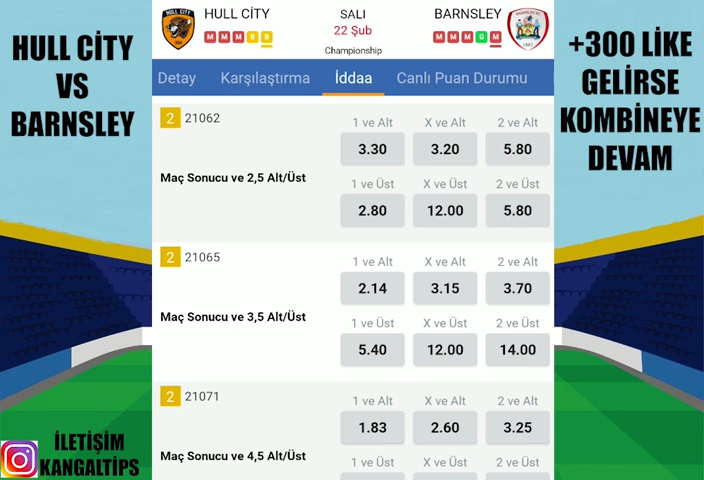 HULL CİTY
VS
BARNSLEY
HULL CİTY
M M M B B
SALI
22 Şub
Championship
BARNSLEY
M M M G M
+300 LİKE
GELİRSE
KOMBİNEYE
DEVAM
Detay Karşılaştırma İddaa Canlı Puan Durumu
2 21062
1 ve Alt X ve Alt 2 ve Alt
3.30 3.20 5.80
Maç Sonucu ve 2,5 Alt/Üst
1 ve Üst X ve Üst 2 ve Üst
2.80 12.00 5.80
2 21065
1 ve Alt X ve Alt 2 ve Alt
2.14 3.15 3.70
Maç Sonucu ve 3,5 Alt/Üst
1 ve Üst X ve Üst 2 ve Üst
5.40 12.00 14.00
2 21071
1 ve Alt X ve Alt 2 ve Alt
1.83 2.60 3.25
Maç Sonucu ve 4,5 Alt/Üst
1 ve Üst X ve Üst 2 ve Üst
İLETİŞİM
KANGALTİPS